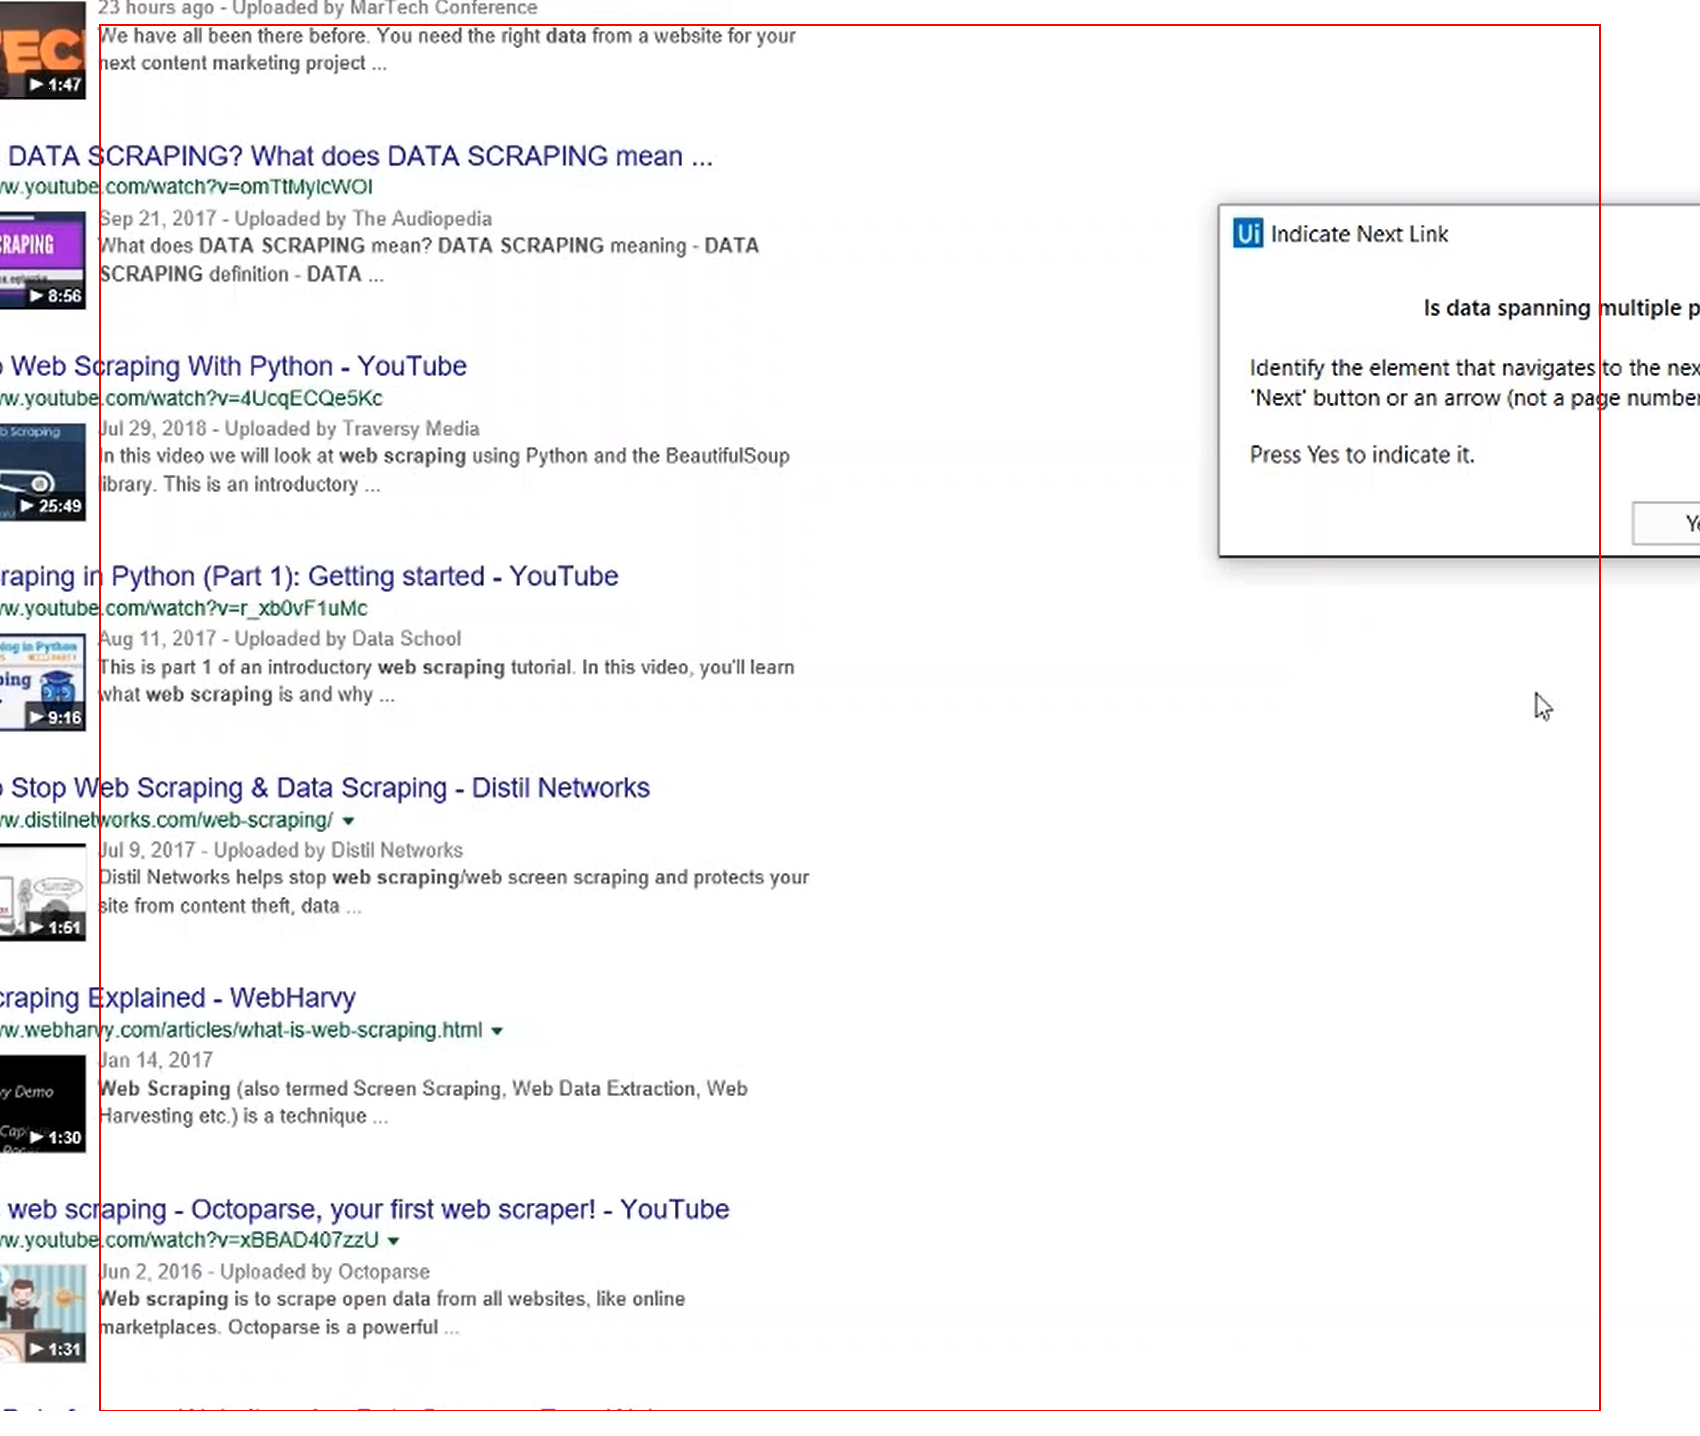 23 hours ago - Uploaded by MarTech Conference
We have all been there before. You need the right data from a website for your
next content marketing project ...
TEC
1:47
DATA SCRAPING? What does DATA SCRAPING mean ...
w.youtube.com/watch?v=omTtMyIcWOI
Sep 21, 2017 - Uploaded by The Audiopedia
What does DATA SCRAPING mean? DATA SCRAPING meaning - DATA
SCRAPING definition - DATA ...
RAPING
8:56
Web Scraping With Python - YouTube
w.youtube.com/watch?v=4UcqECQe5Kc
Jul 29, 2018 - Uploaded by Traversy Media
In this video we will look at web scraping using Python and the BeautifulSoup
library. This is an introductory ...
b Scraping
25:49
raping in Python (Part 1): Getting started - YouTube
w.youtube.com/watch?v=r_xb0vF1uMc
Aug 11, 2017 - Uploaded by Data School
This is part 1 of an introductory web scraping tutorial. In this video, you'll learn
what web scraping is and why ...
ing in Python
ping
9:16
Stop Web Scraping & Data Scraping - Distil Networks
w.distilnetworks.com/web-scraping/
Jul 9, 2017 - Uploaded by Distil Networks
Distil Networks helps stop web scraping/web screen scraping and protects your
site from content theft, data ...
1:51
craping Explained - WebHarvy
w.webharvy.com/articles/what-is-web-scraping.html
Jan 14, 2017
Web Scraping (also termed Screen Scraping, Web Data Extraction, Web
Harvesting etc.) is a technique ...
vy Demo
1:30
web scraping - Octoparse, your first web scraper! - YouTube
w.youtube.com/watch?v=xBBAD407zzU
Jun 2, 2016 - Uploaded by Octoparse
Web scraping is to scrape open data from all websites, like online
marketplaces. Octoparse is a powerful ...
1:31
Ui Indicate Next Link
Is data spanning multiple p
Identify the element that navigates to the nex
'Next' button or an arrow (not a page number
Press Yes to indicate it.
Ye